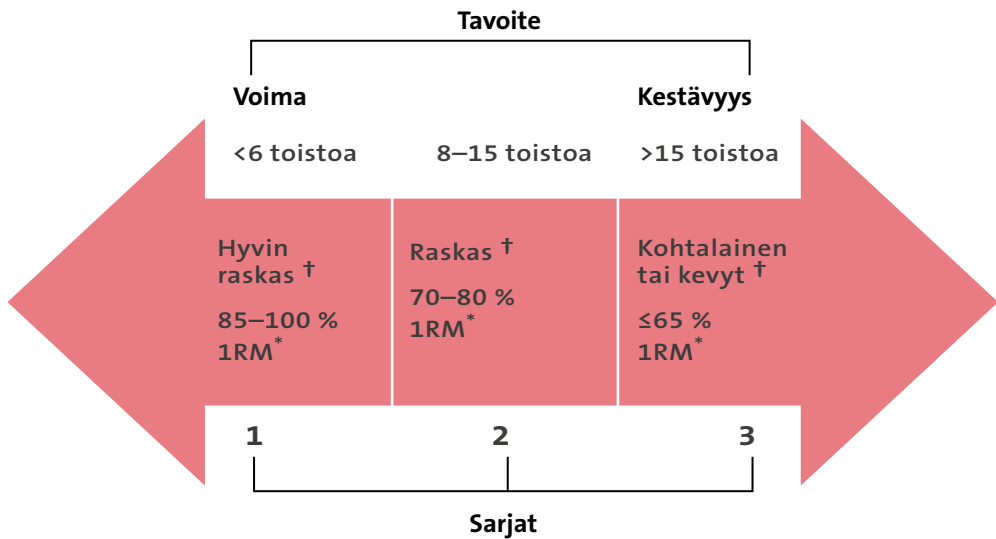 Tavoite
Voima
Kestävyys
<6 toistoa
8–15 toistoa
>15 toistoa
Hyvin
raskas †
85–100 %
1RM*
Raskas †
70–80 %
1RM*
Kohtalainen
tai kevyt †
≤65 %
1RM*
1
2
3
Sarjat